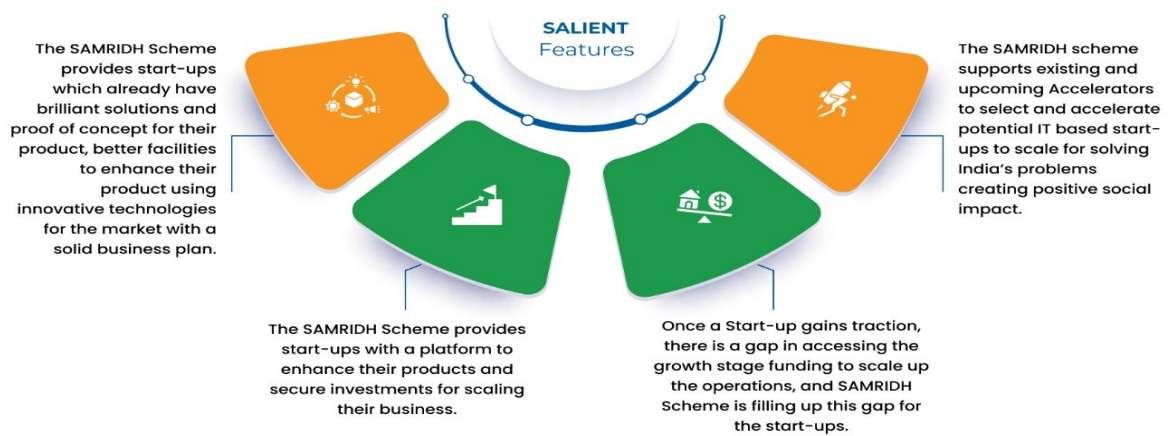 SALIENT
Features
The SAMRIDH Scheme
provides start-ups
which already have
brilliant solutions and
proof of concept for their
product, better facilities
to enhance their
product using
innovative technologies
for the market with a
solid business plan.
The SAMRIDH Scheme provides
start-ups with a platform to
enhance their products and
secure investments for scaling
their business.
Once a Start-up gains traction,
there is a gap in accessing the
growth stage funding to scale up
the operations, and SAMRIDH
Scheme is filling up this gap for
the start-ups.
The SAMRIDH scheme
supports existing and
upcoming Accelerators
to select and accelerate
potential IT based start-
ups to scale for solving
India's problems
creating positive social
impact.